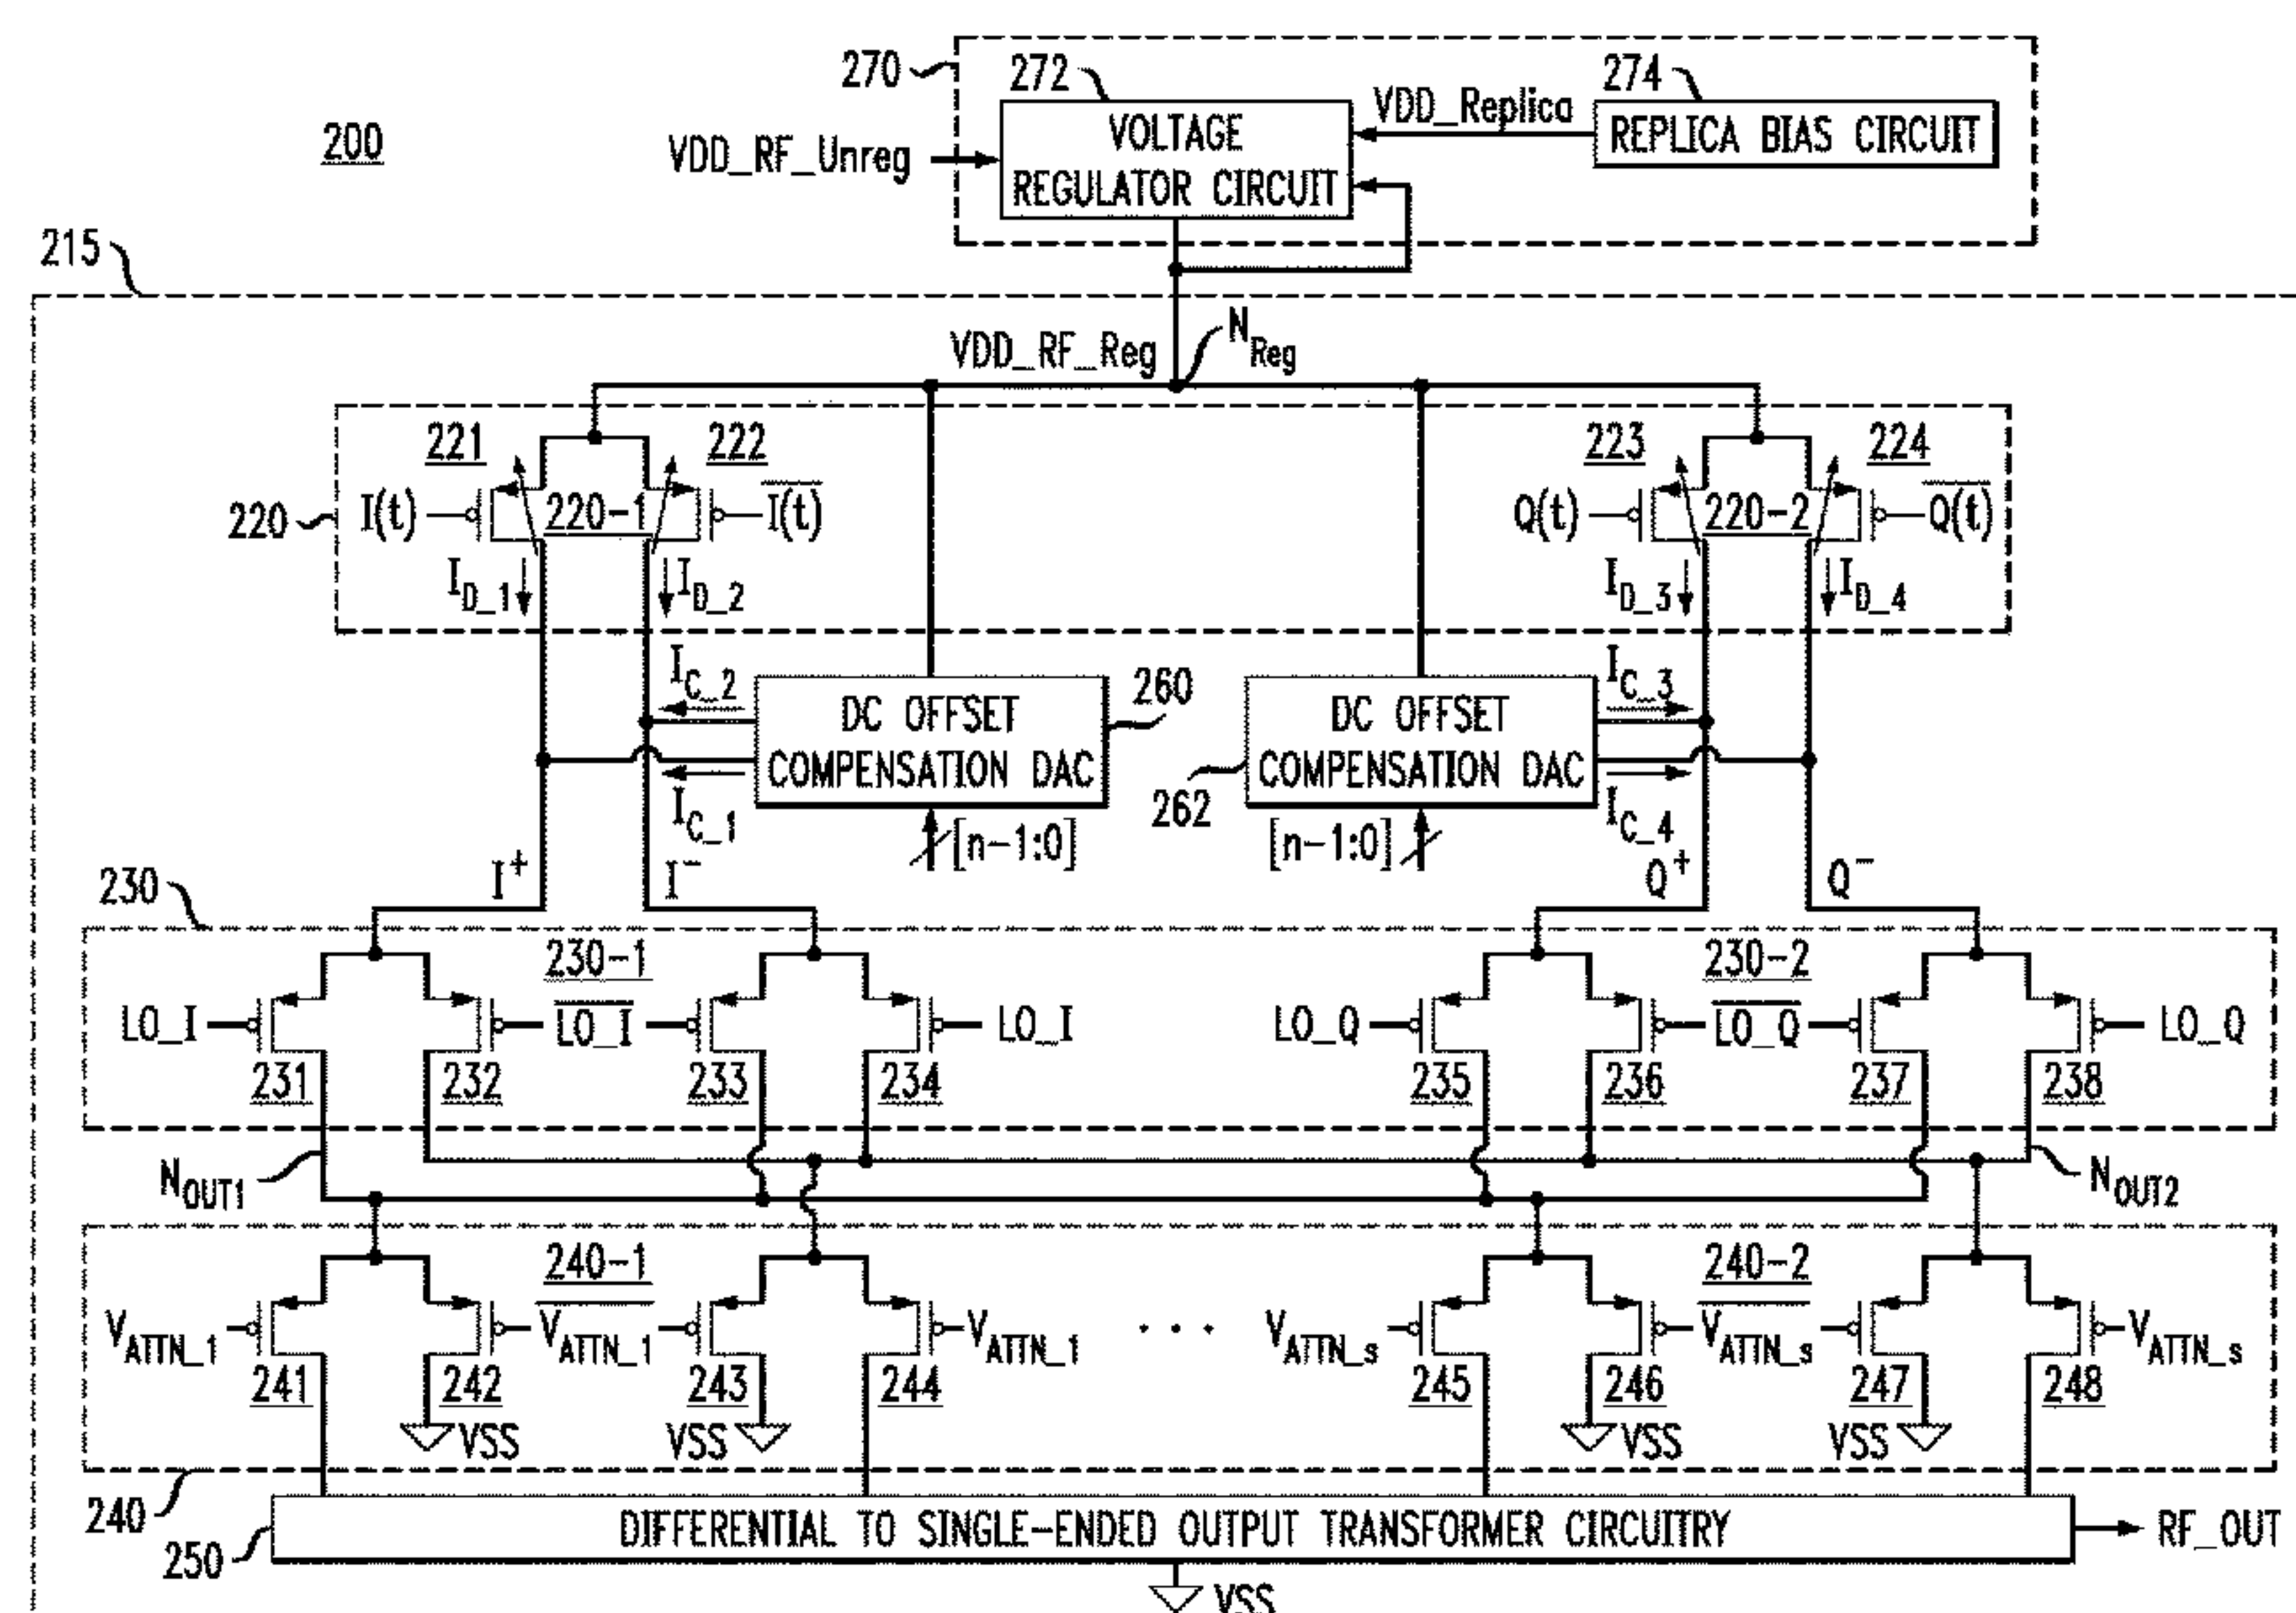 270
272
VDD_Replica
274
200
VDD_RF_Unreg
VOLTAGE
REGULATOR CIRCUIT
REPLICA BIAS CIRCUIT
215
VDD_RF_Reg
N_Reg
221
222
223
224
220
I(t)
220-1
I̅(̅t̅)̅
Q(t)
220-2
Q̅(̅t̅)̅
I_D_1
I_D_2
I_D_3
I_D_4
I_C_2
DC OFFSET
COMPENSATION DAC
260
DC OFFSET
COMPENSATION DAC
I_C_3
I_C_1
262
I_C_4
[n-1:0]
[n-1:0]
I⁺
I⁻
Q⁺
Q⁻
230
230-1
230-2
LO_I
L̅O̅_̅I̅
LO_I
LO_Q
L̅O̅_̅Q̅
LO_Q
231
232
233
234
235
236
237
238
N_OUT1
N_OUT2
240-1
240-2
V_ATTN_1
V̅_ATTN_1
V_ATTN_1
· · ·
V_ATTN_s
V̅_ATTN_s
V_ATTN_s
241
242
243
244
245
246
247
248
VSS
VSS
VSS
VSS
240
250
DIFFERENTIAL TO SINGLE-ENDED OUTPUT TRANSFORMER CIRCUITRY
RF_OUT
VSS